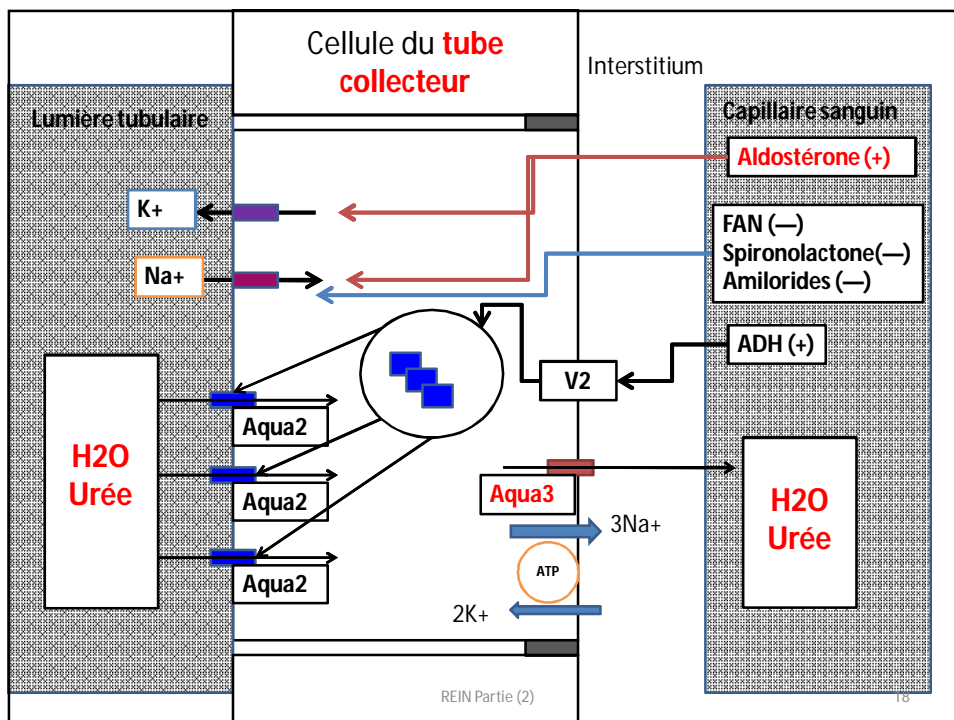 Cellule du tube
collecteur
Interstitium
Lumière tubulaire
Capillaire sanguin
Aldostérone (+)
K+
FAN (—)
Spironolactone(—)
Amilorides (—)
Na+
ADH (+)
V2
Aqua2
H2O
Urée
Aqua2
Aqua3
H2O
Urée
3Na+
ATP
Aqua2
2K+
REIN Partie (2)
18